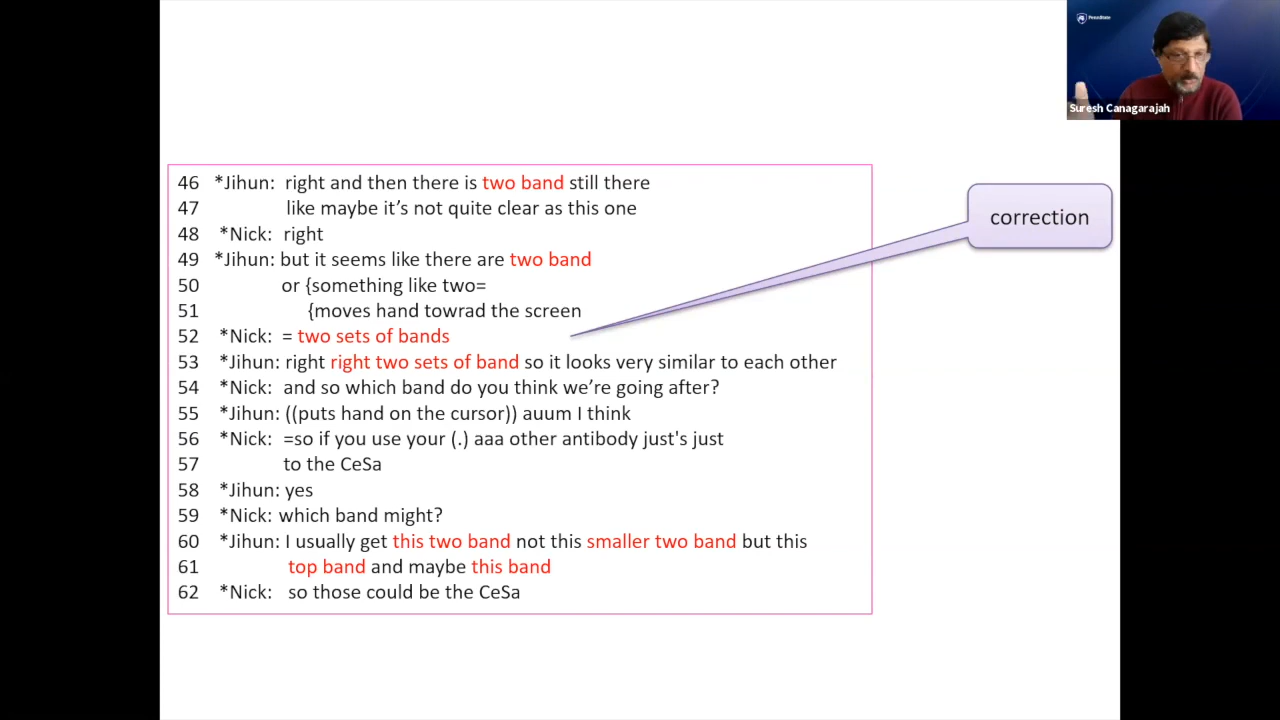 PennState
Suresh Canagarajah
46 *Jihun: right and then there is two band still there
47 like maybe it's not quite clear as this one
48 *Nick: right
49 *Jihun: but it seems like there are two band
50 or {something like two=
51 {moves hand towrad the screen
52 *Nick: = two sets of bands
53 *Jihun: right right two sets of band so it looks very similar to each other
54 *Nick: and so which band do you think we're going after?
55 *Jihun: ((puts hand on the cursor)) auum I think
56 *Nick: =so if you use your (.) aaa other antibody just's just
57 to the CeSa
58 *Jihun: yes
59 *Nick: which band might?
60 *Jihun: I usually get this two band not this smaller two band but this
61 top band and maybe this band
62 *Nick: so those could be the CeSa
correction